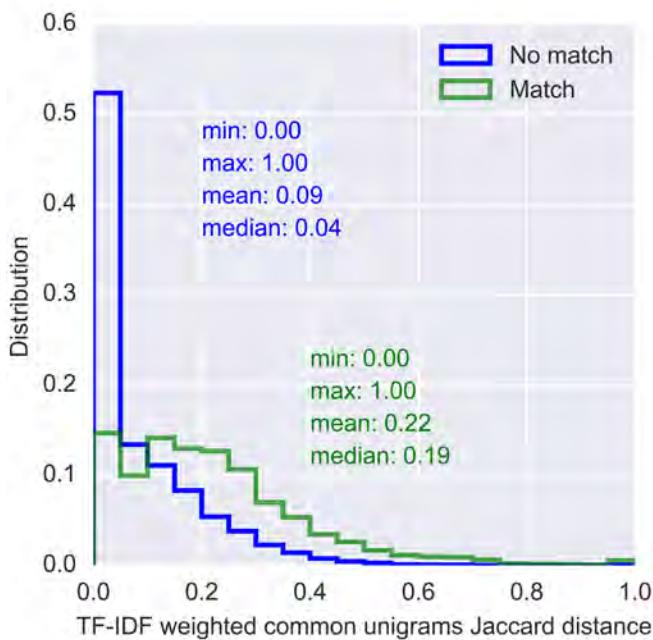 0.6
No match
Match
0.5
min: 0.00
max: 1.00
mean: 0.09
median: 0.04
0.4
Distribution
0.3
min: 0.00
max: 1.00
mean: 0.22
median: 0.19
0.2
0.1
0.0
0.0 0.2 0.4 0.6 0.8 1.0
TF-IDF weighted common unigrams Jaccard distance